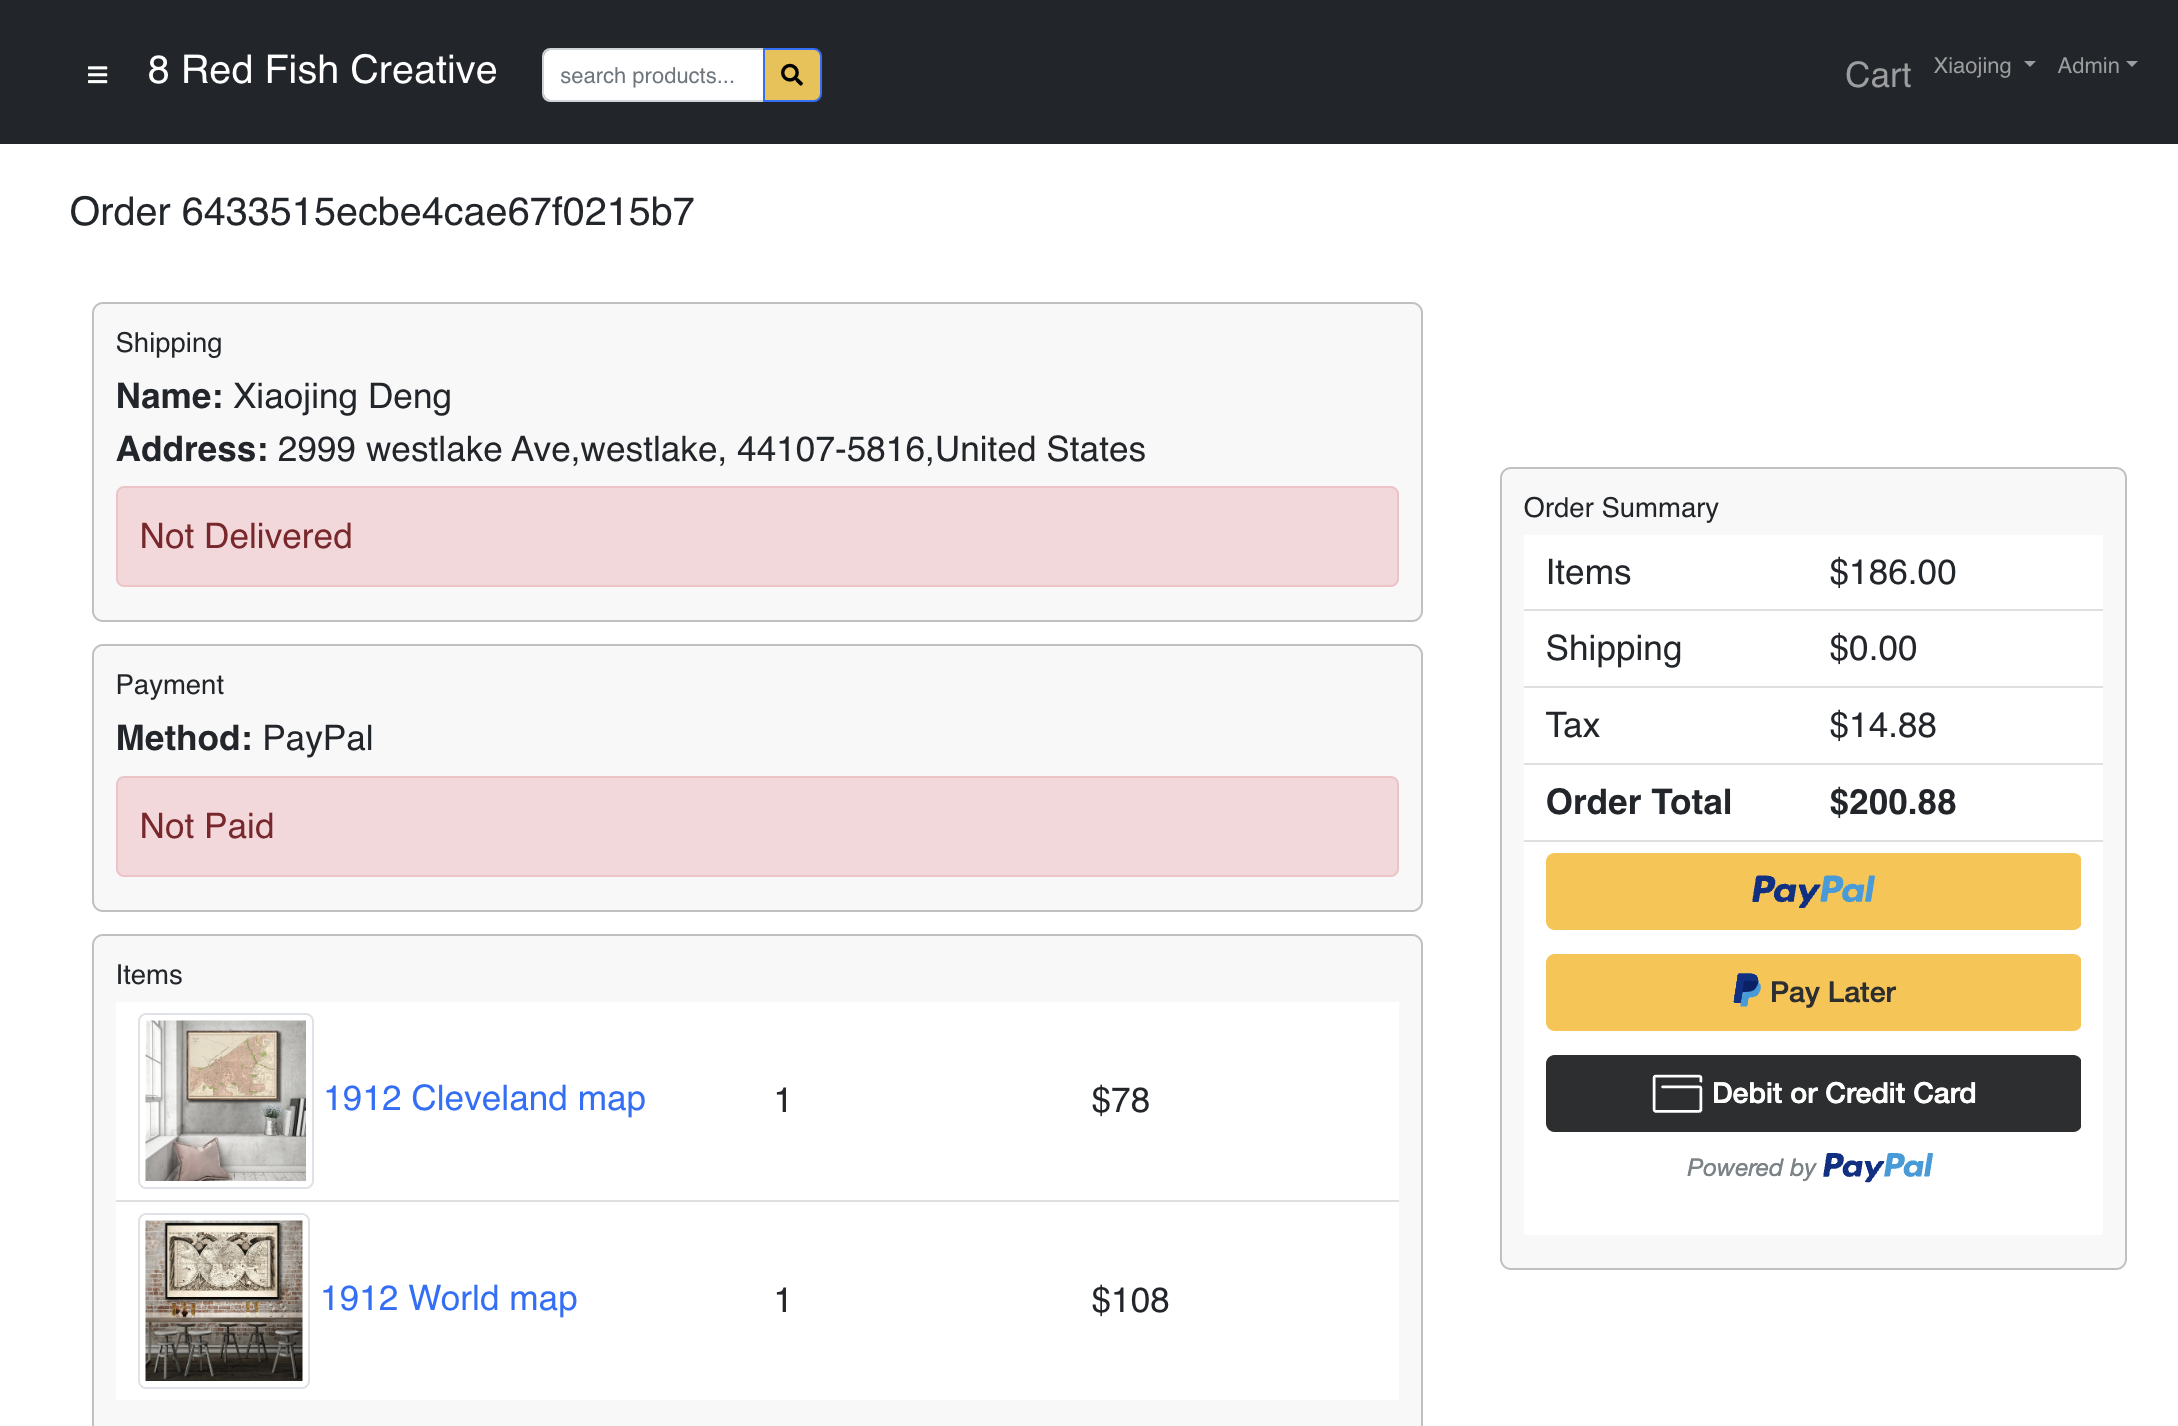 8 Red Fish Creative
search products...
Cart
Xiaojing
Admin
Order 6433515ecbe4cae67f0215b7
Shipping
Name: Xiaojing Deng
Address: 2999 westlake Ave,westlake, 44107-5816,United States
Not Delivered
Payment
Method: PayPal
Not Paid
Items
1912 Cleveland map 1 $78
1912 World map 1 $108
Order Summary
Items $186.00
Shipping $0.00
Tax $14.88
Order Total $200.88
PayPal
Pay Later
Debit or Credit Card
Powered by PayPal